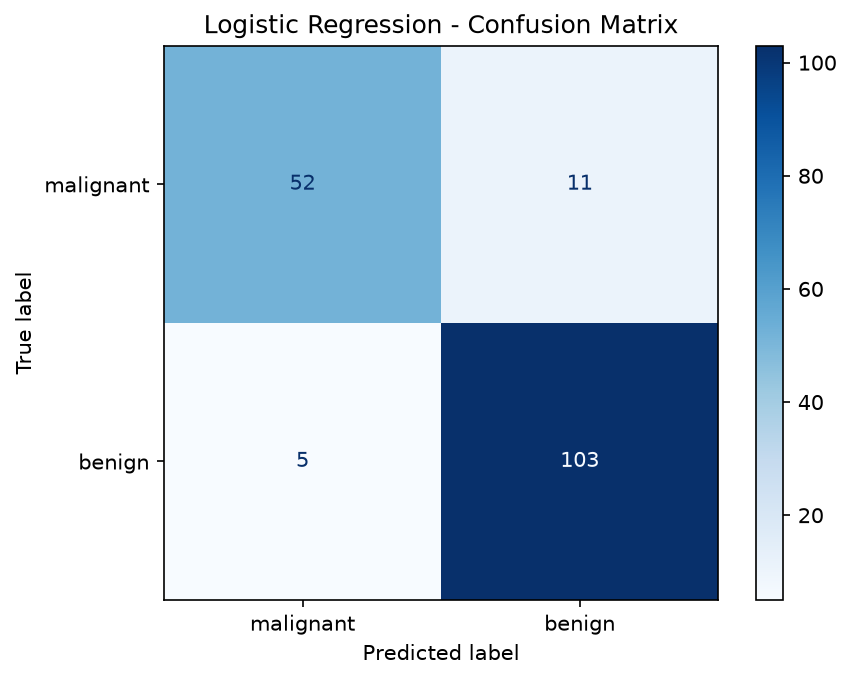 Logistic Regression - Confusion Matrix
True label
malignant
52
11
benign
5
103
malignant
benign
Predicted label
100
80
60
40
20